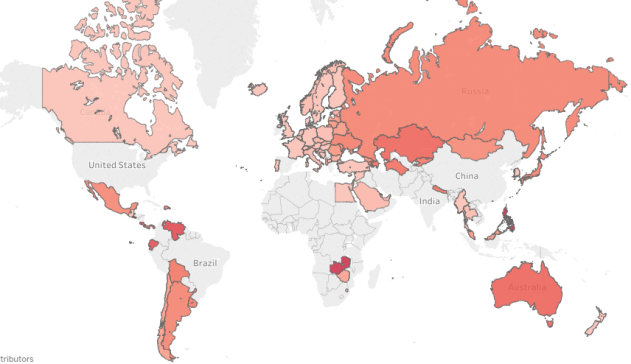 Russia
United States
China
India
Brazil
Australia
tributors